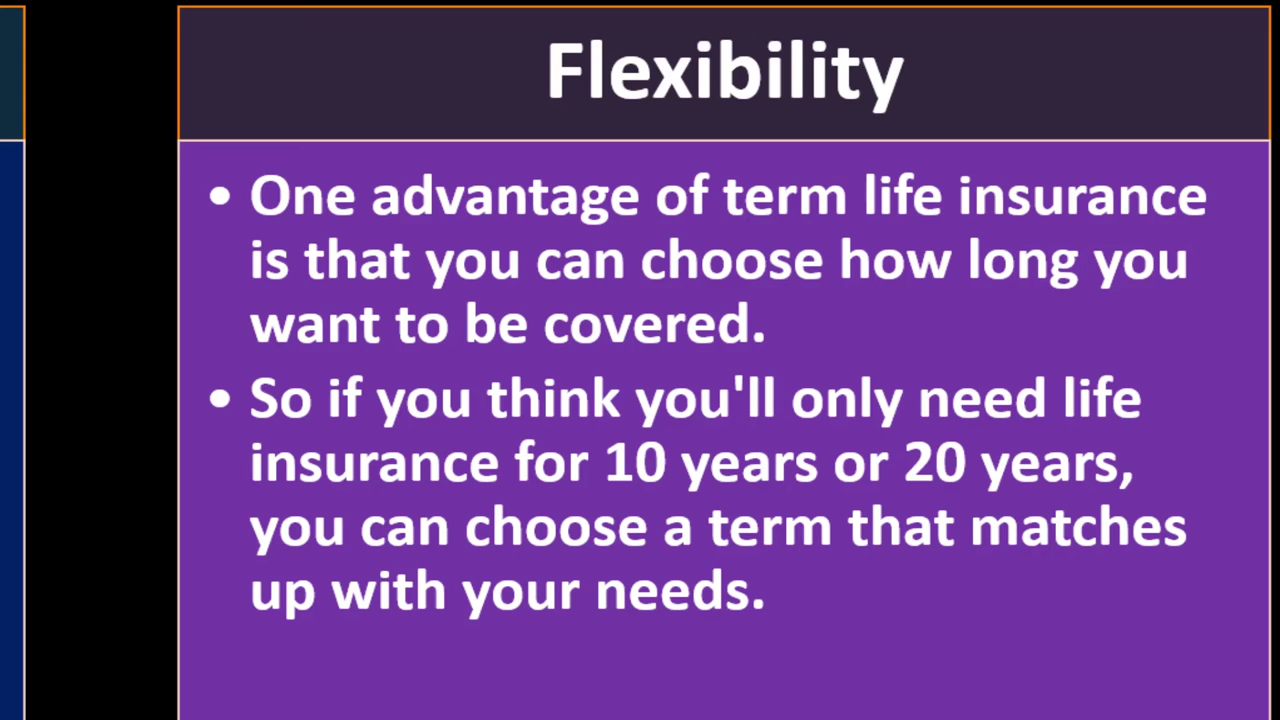 Flexibility
• One advantage of term life insurance
is that you can choose how long you
want to be covered.
• So if you think you'll only need life
insurance for 10 years or 20 years,
you can choose a term that matches
up with your needs.